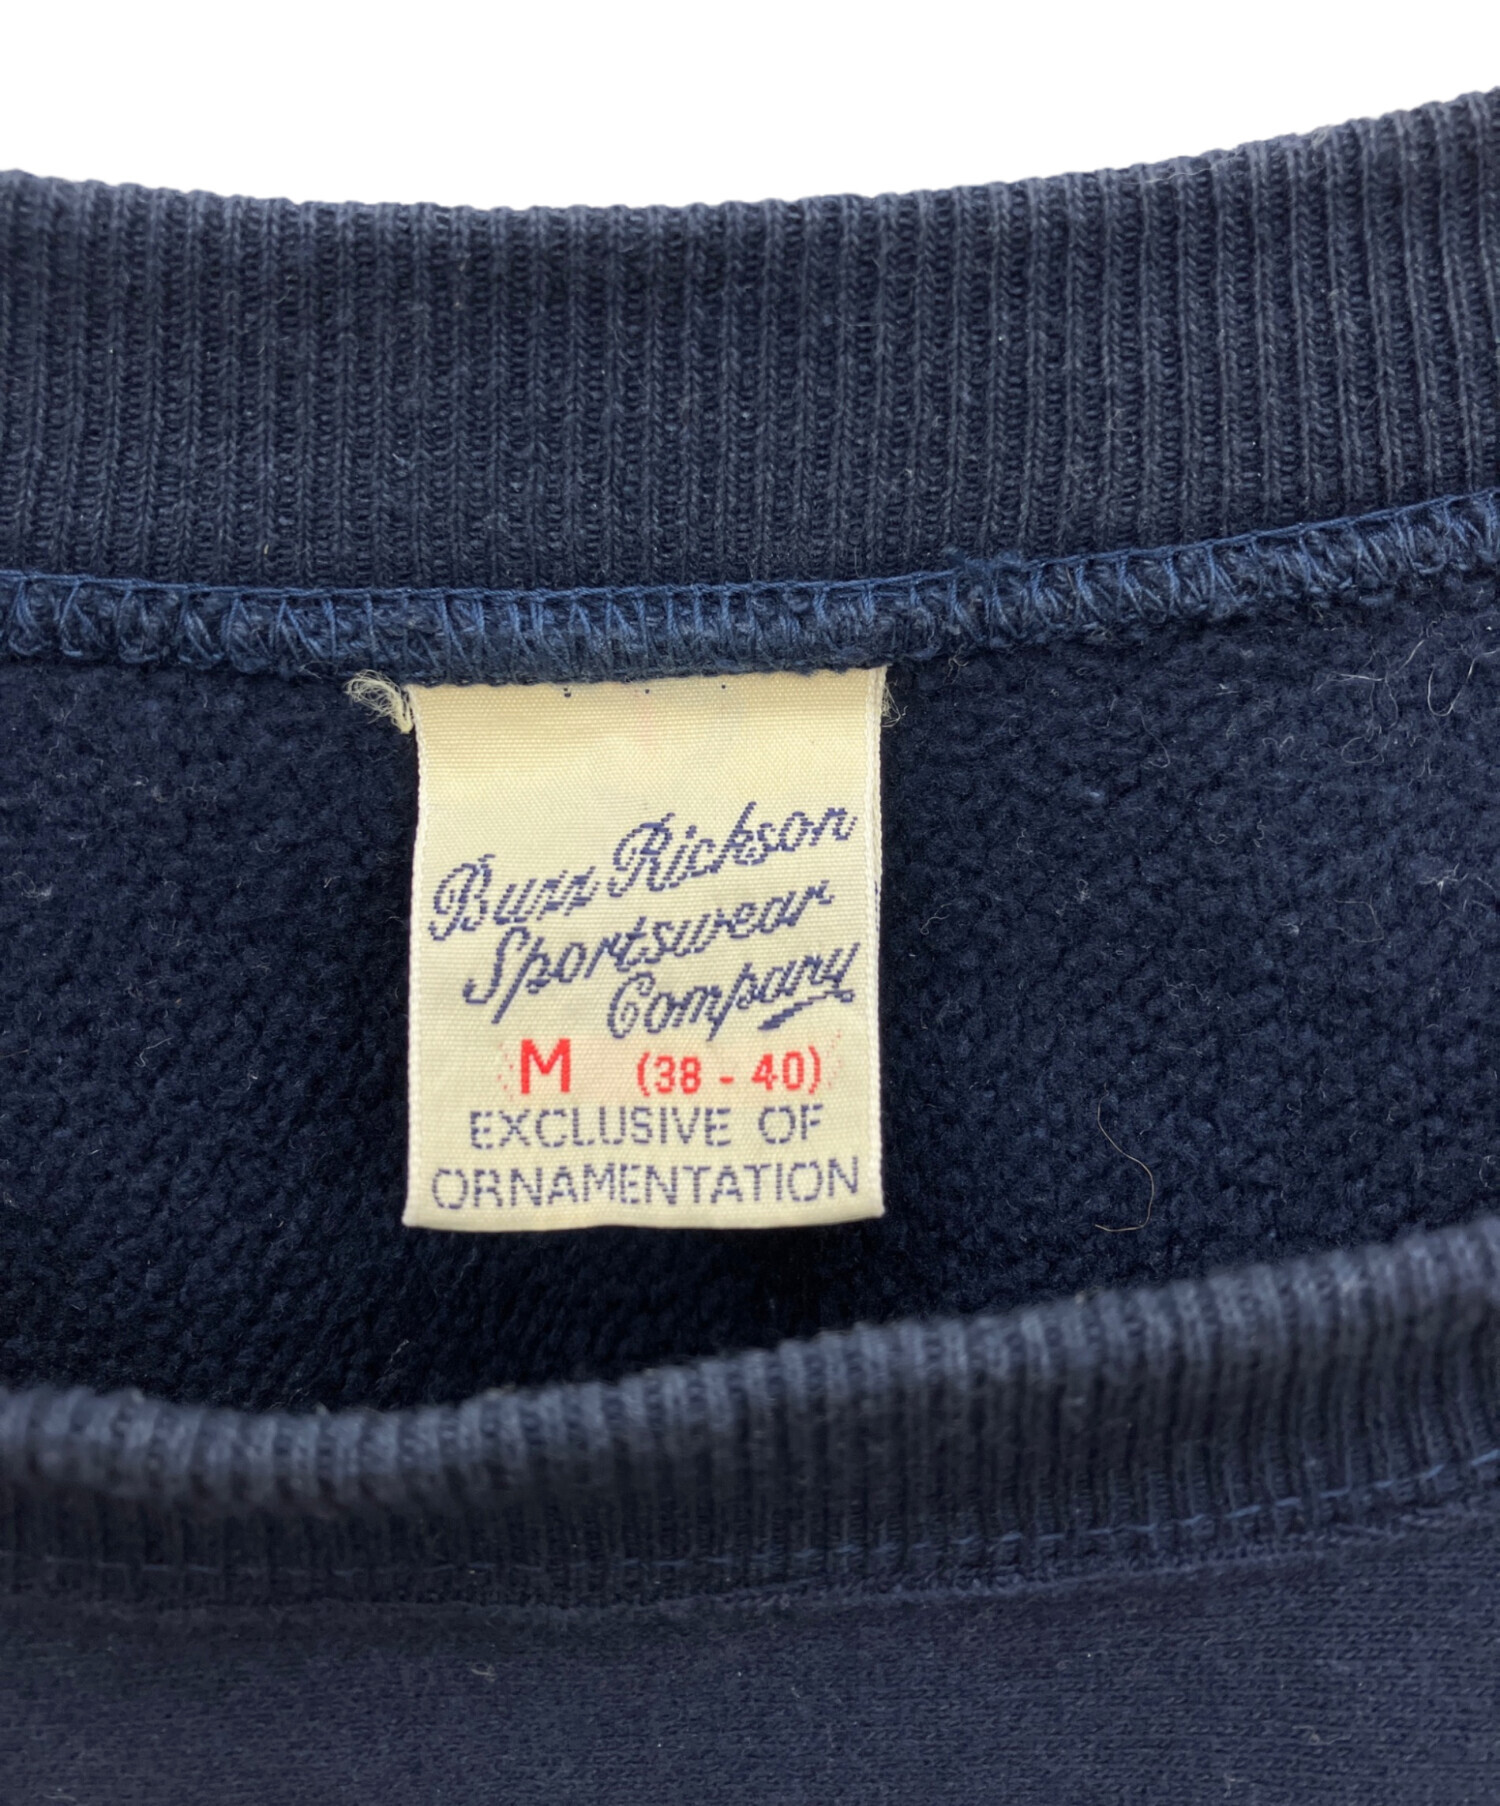 Buzz Rickson
Sportswear
Company
M (38 - 40)
EXCLUSIVE OF
ORNAMENTATION